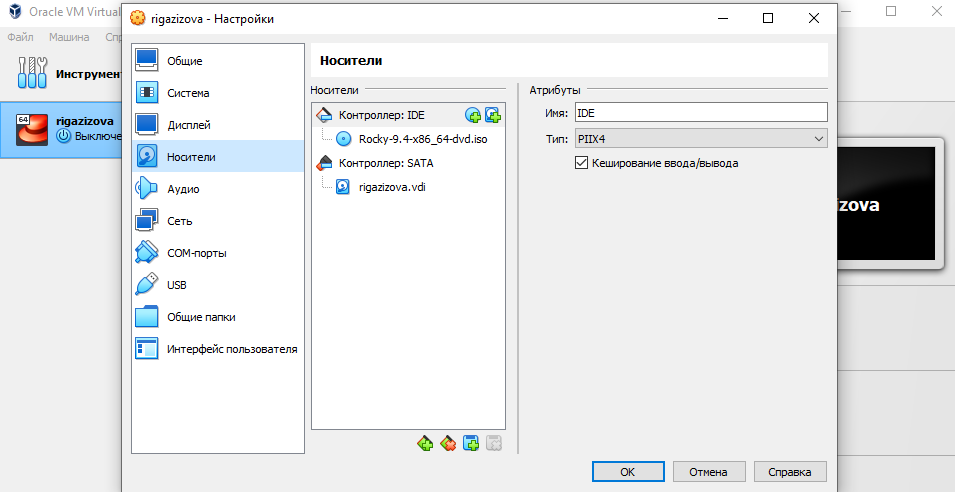 Oracle VM Virtual
rigazizova - Настройки
Файл Машина Спр
Инструмент
64
rigazizova
Выключе
Общие
Система
Дисплей
Носители
Аудио
Сеть
COM-порты
USB
Общие папки
Интерфейс пользователя
Носители
Носители
Контроллер: IDE
Rocky-9.4-x86_64-dvd.iso
Контроллер: SATA
rigazizova.vdi
Атрибуты
Имя: IDE
Тип: PIIX4
Кеширование ввода/вывода
izova
OK Отмена Справка